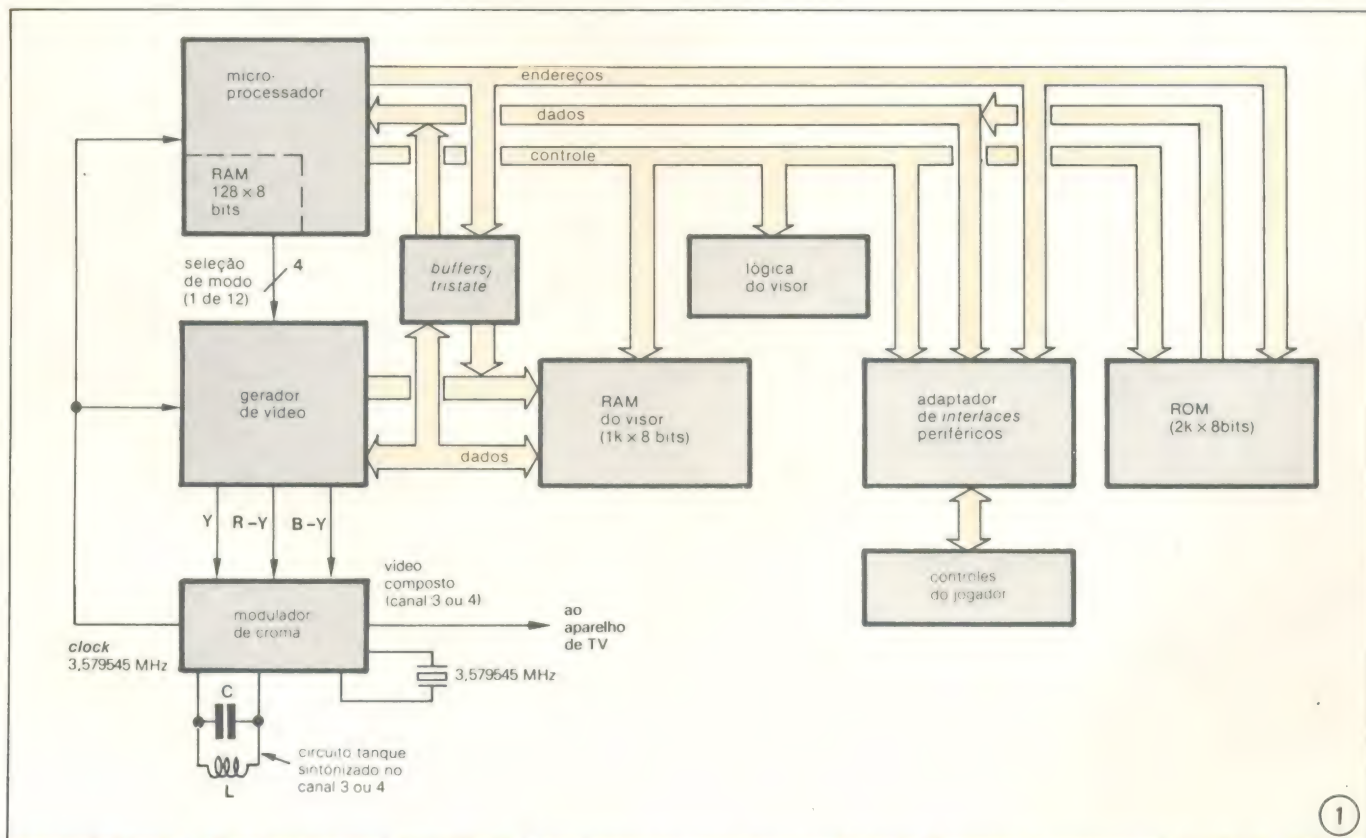 micro-
processador
RAM
128 × 8
bits
endereços
dados
controle
seleção
de modo
(1 de 12)
4
buffers,
tristate
lógica
do visor
gerador
de vídeo
RAM
do visor
(1k × 8 bits)
adaptador
de interfaces
periféricos
ROM
(2k × 8bits)
dados
Y
R – Y
B – Y
controles
do jogador
vídeo
composto
(canal 3 ou 4)
modulador
de croma
ao
aparelho
de TV
clock
3,579545 MHz
3,579545 MHz
C
L
circuito tanque
sintónizado no
canal 3 ou 4
1